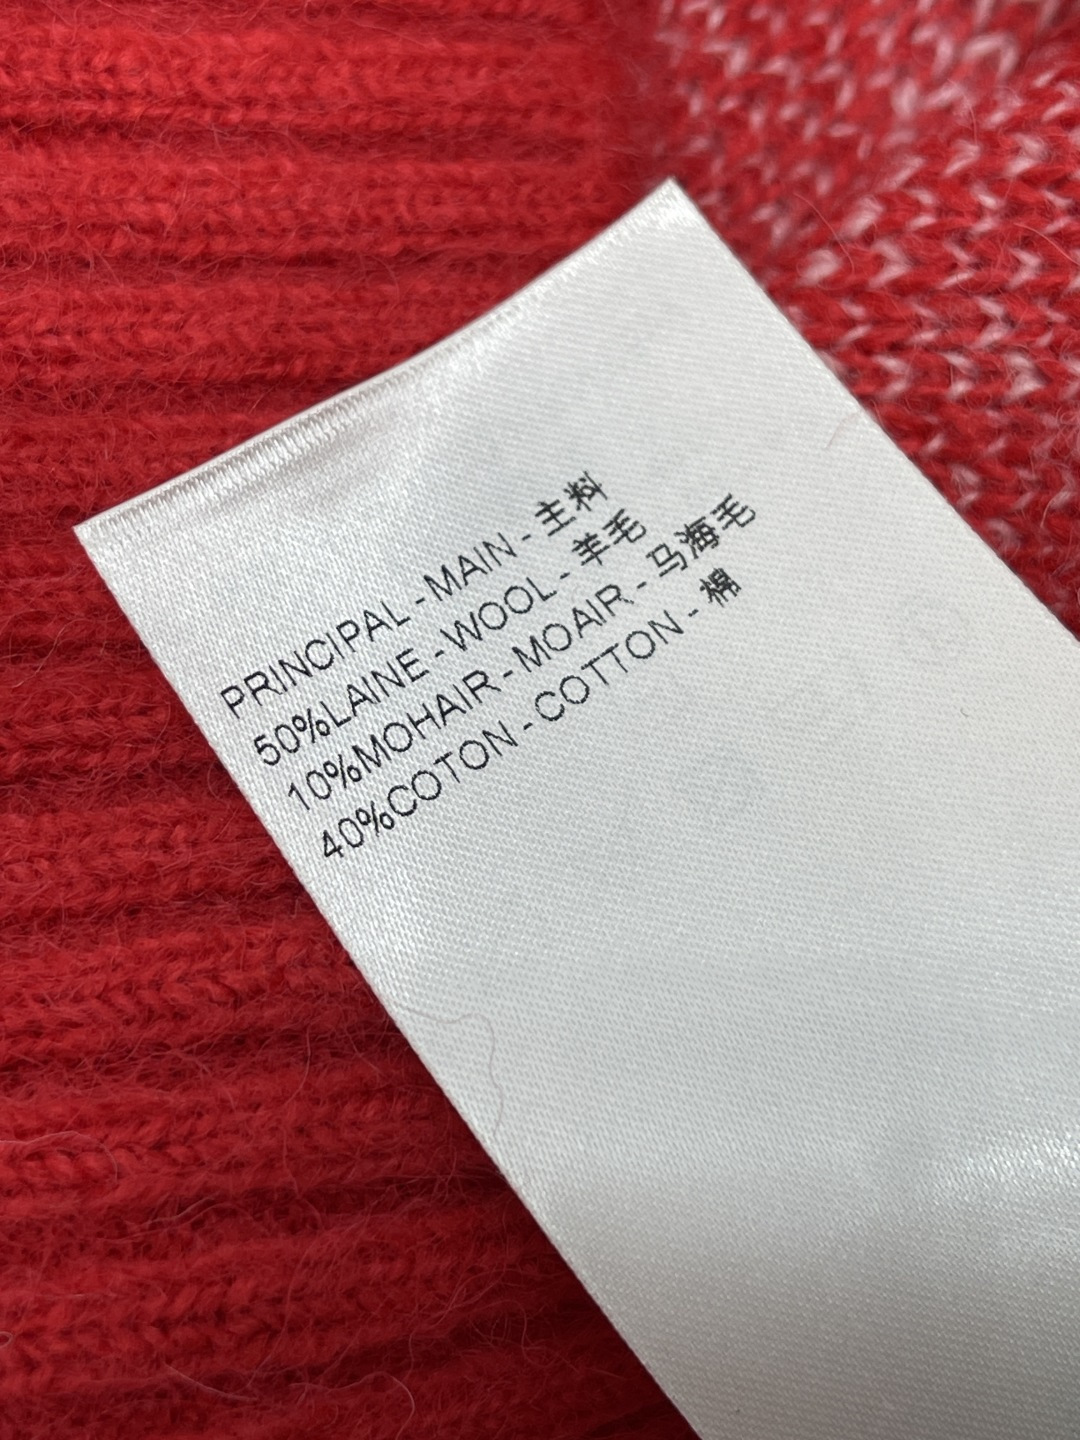 PRINCIPAL - MAIN - 主料
50%LAINE - WOOL - 羊毛
10%MOHAIR - MOAIR - 马海毛
40%COTON - COTTON - 棉